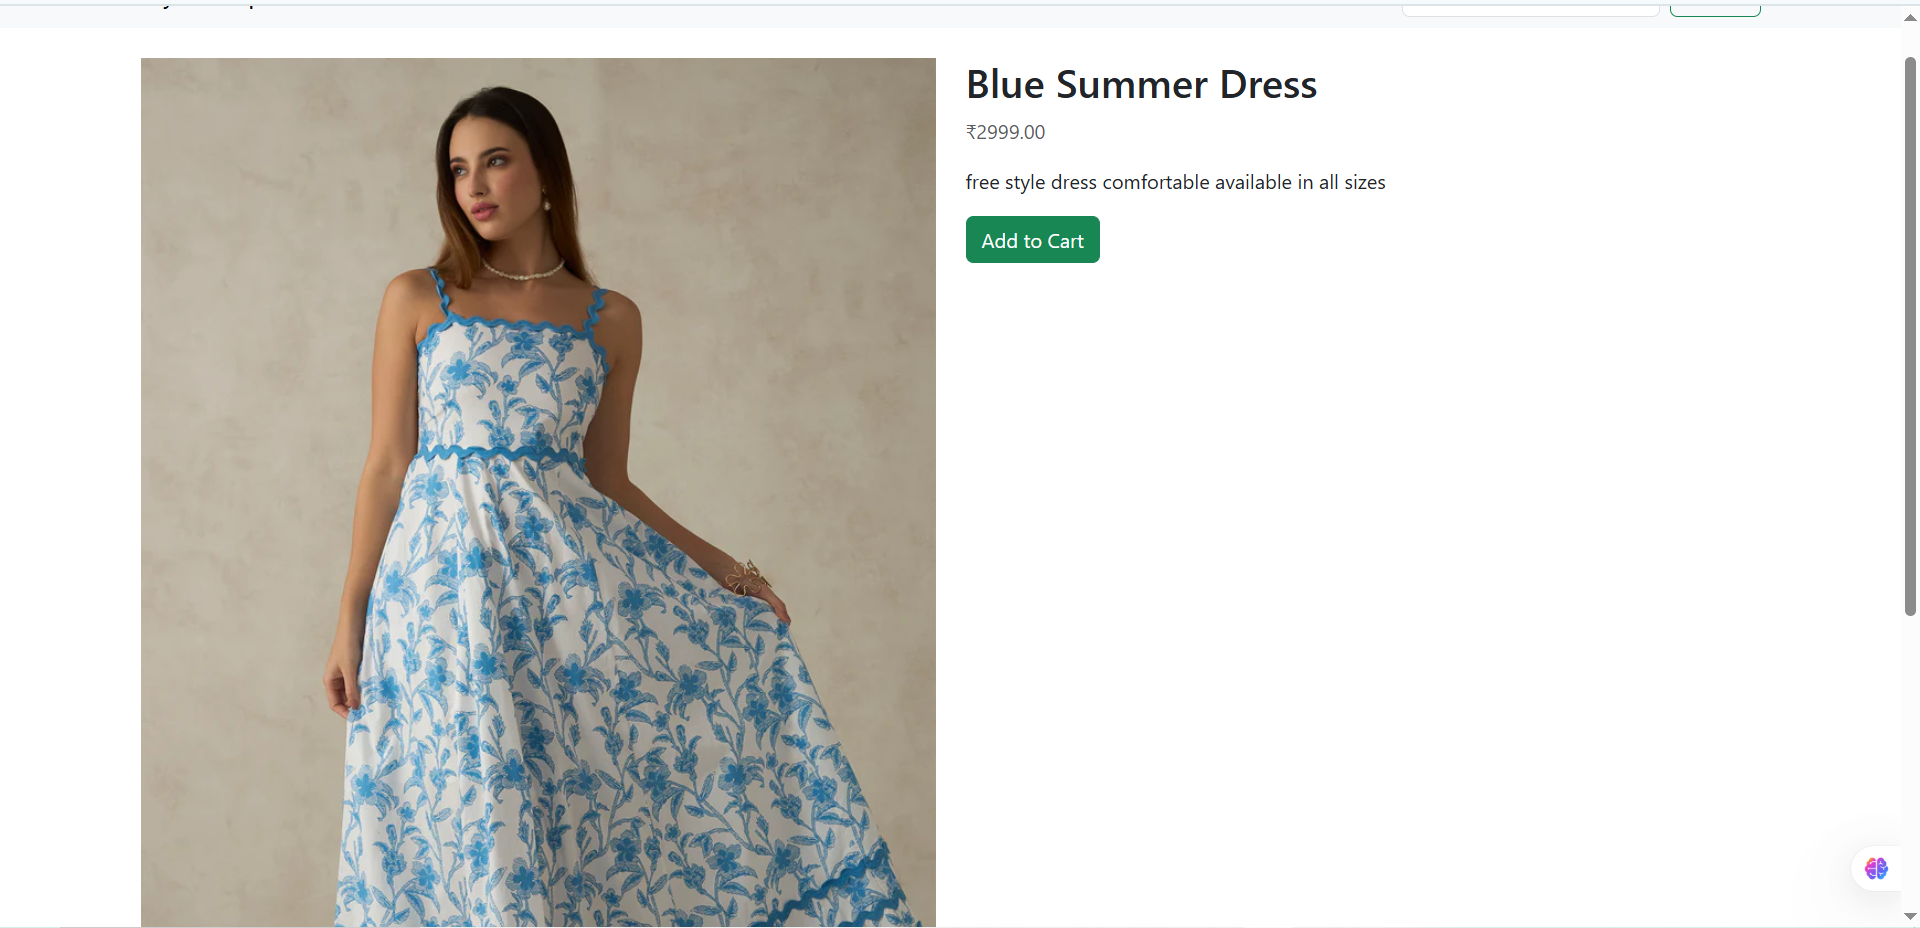 Blue Summer Dress
₹2999.00
free style dress comfortable available in all sizes
Add to Cart